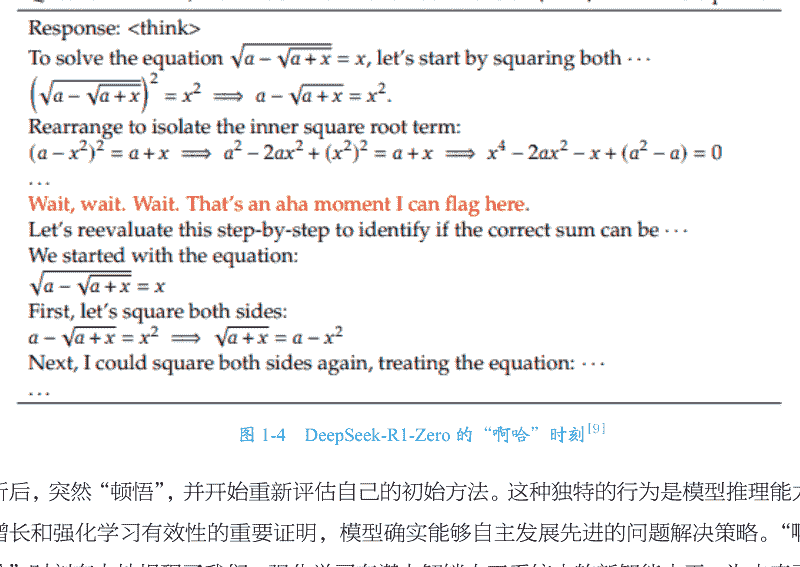 Response: <think>
To solve the equation √(a − √(a + x)) = x, let's start by squaring both ···
(√(a − √(a + x)))² = x² ⟹ a − √(a + x) = x².
Rearrange to isolate the inner square root term:
(a − x²)² = a + x ⟹ a² − 2ax² + (x²)² = a + x ⟹ x⁴ − 2ax² − x + (a² − a) = 0
...
Wait, wait. Wait. That's an aha moment I can flag here.
Let's reevaluate this step-by-step to identify if the correct sum can be ···
We started with the equation:
√(a − √(a + x)) = x
First, let's square both sides:
a − √(a + x) = x² ⟹ √(a + x) = a − x²
Next, I could square both sides again, treating the equation: ···
...
图 1-4 DeepSeek-R1-Zero 的“啊哈”时刻[9]
后，突然“顿悟”，并开始重新评估自己的初始方法。这种独特的行为是模型推理能
增长和强化学习有效性的重要证明，模型确实能够自主发展先进的问题解决策略。“